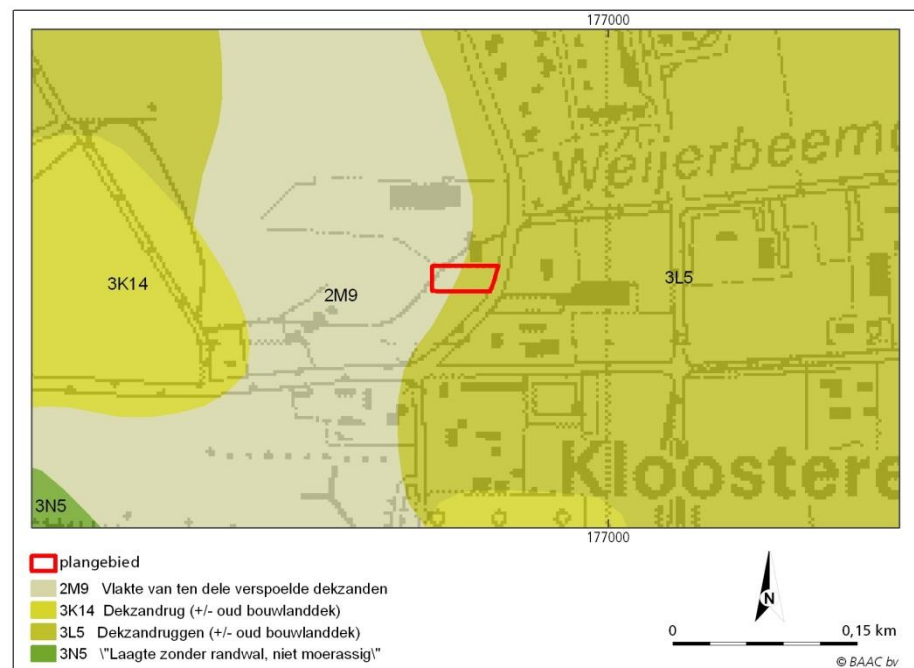 177000
Weijerbeemd
3K14
2M9
3L5
Kloostere
3N5
177000
plangebied
2M9 Vlakte van ten dele verspoelde dekzanden
3K14 Dekzandrug (+/- oud bouwlanddek)
3L5 Dekzandruggen (+/- oud bouwlanddek)
3N5 \"Laagte zonder randwal, niet moerassig\"
N
0 0,15 km
© BAAC bv